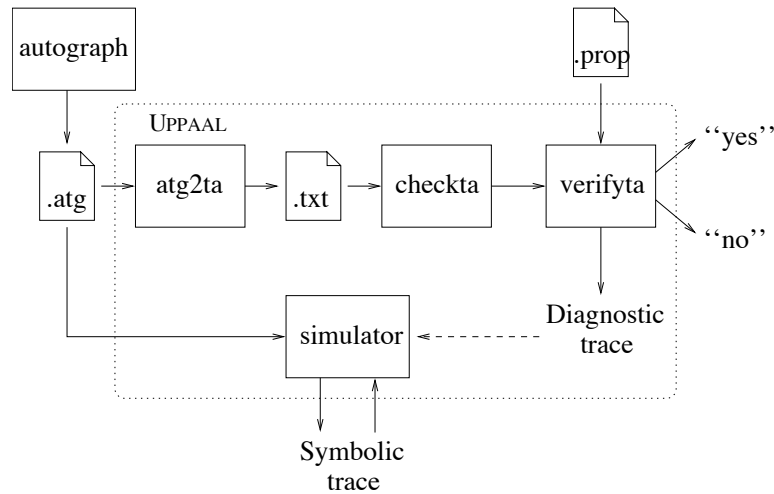 autograph
.prop
UPPAAL
‘‘yes’’
.atg
atg2ta
.txt
checkta
verifyta
‘‘no’’
simulator
Diagnostic
trace
Symbolic
trace